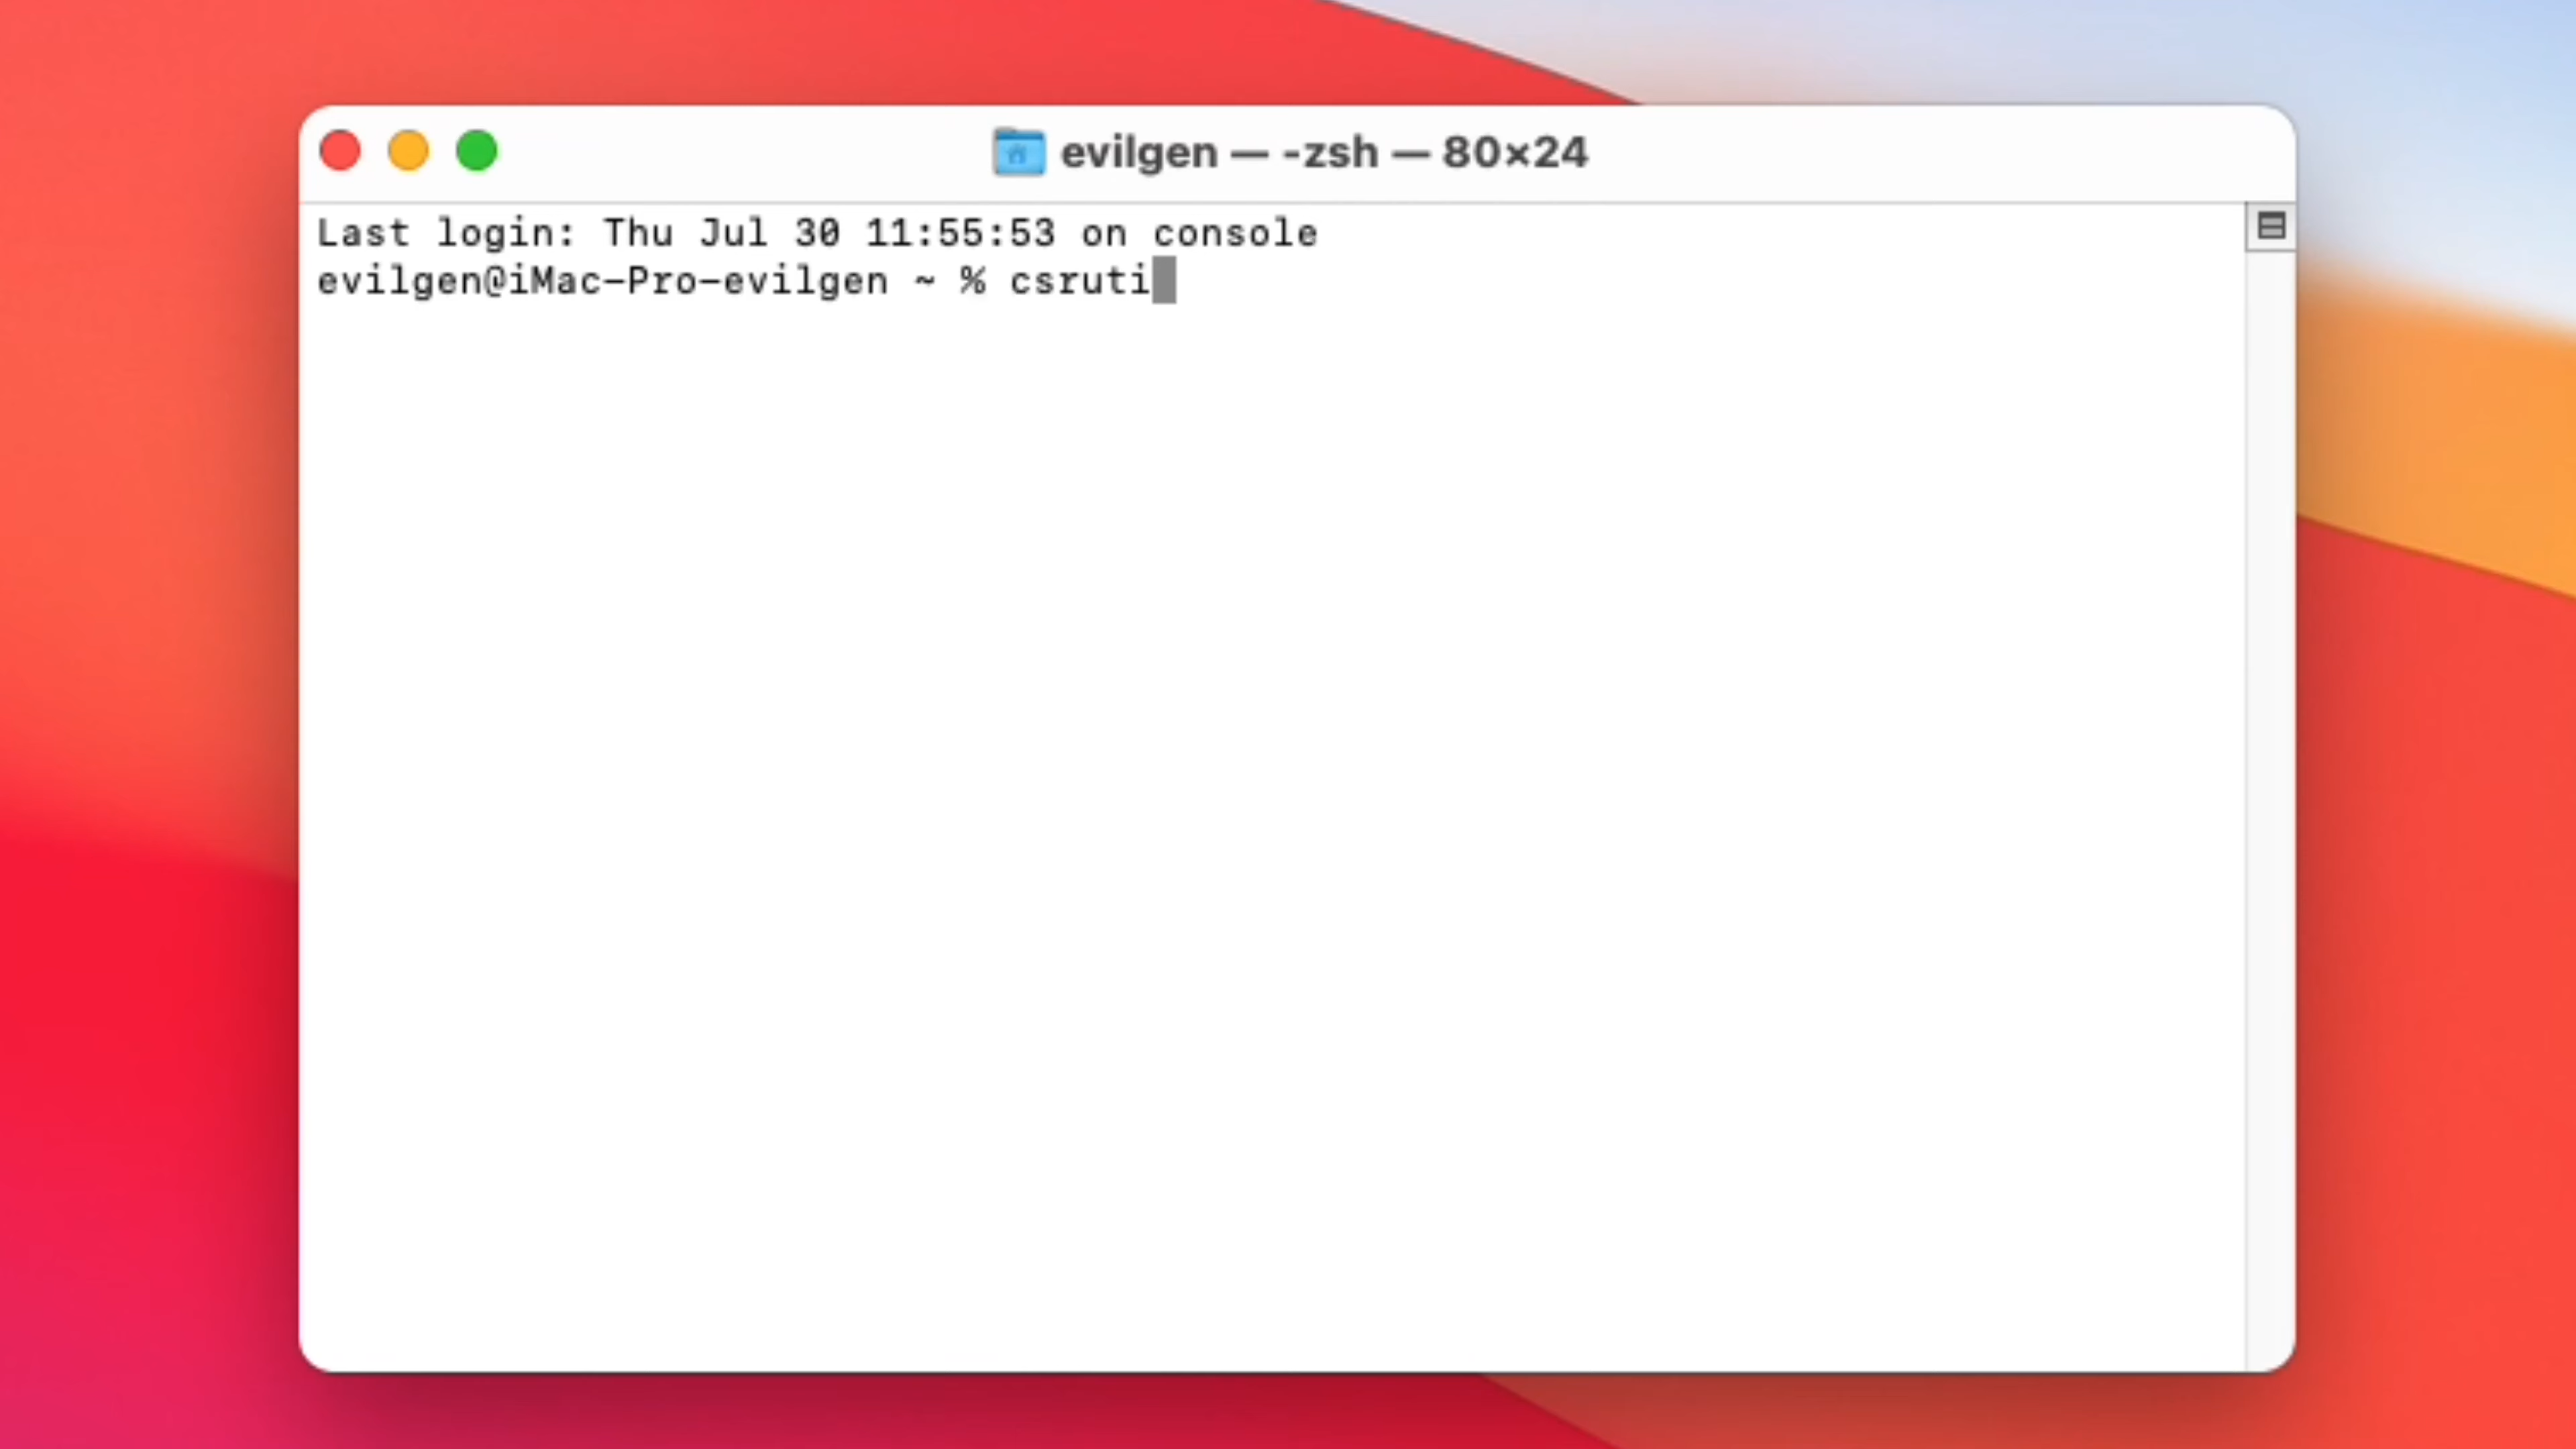 evilgen — -zsh — 80×24
Last login: Thu Jul 30 11:55:53 on console
evilgen@iMac-Pro-evilgen ~ % csruti